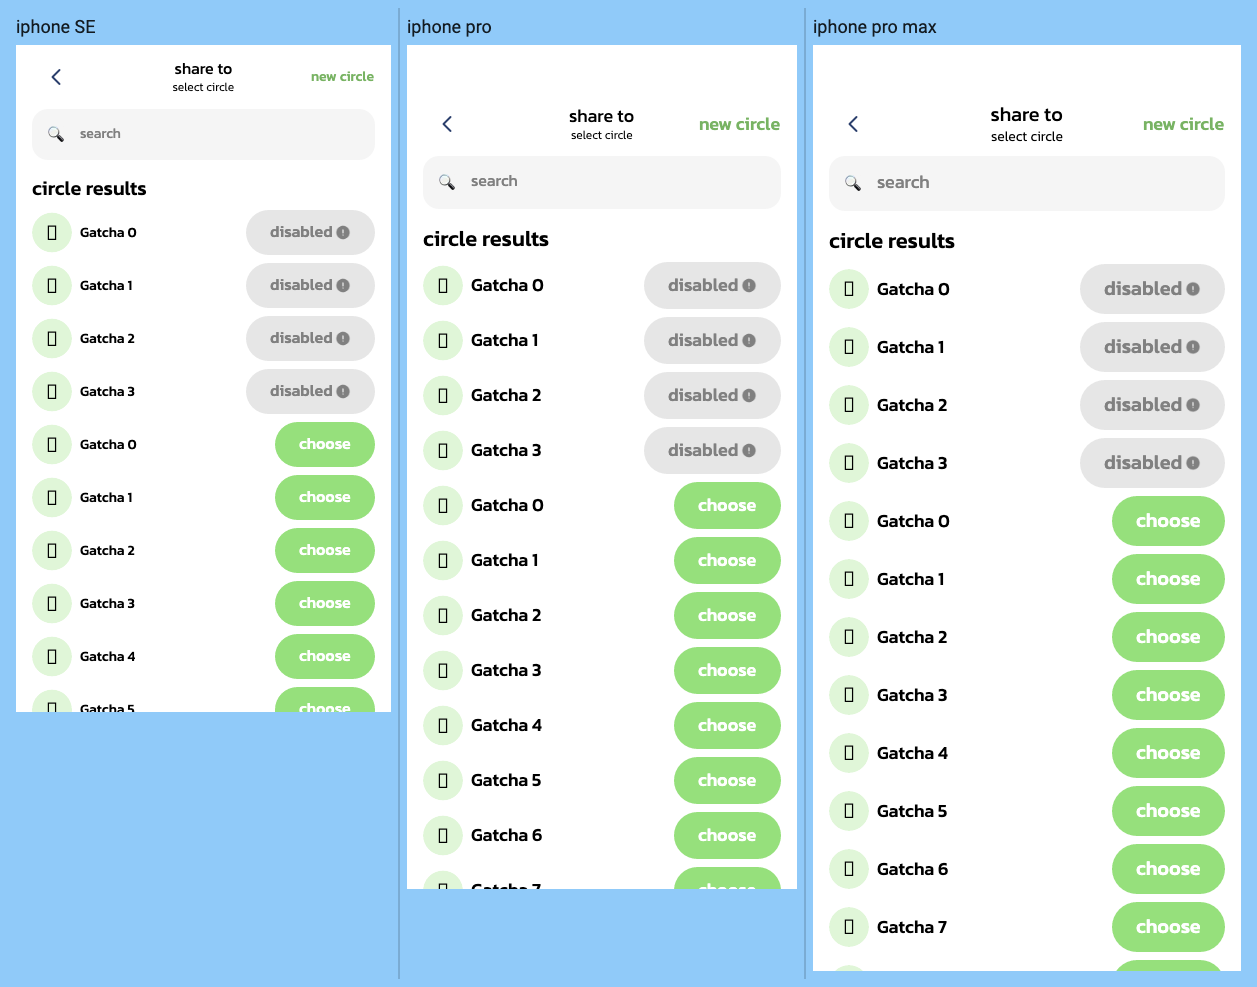 iphone SE
share to
select circle
new circle
search
circle results
Gatcha 0 disabled
Gatcha 1 disabled
Gatcha 2 disabled
Gatcha 3 disabled
Gatcha 0 choose
Gatcha 1 choose
Gatcha 2 choose
Gatcha 3 choose
Gatcha 4 choose
Gatcha 5 choose
iphone pro
share to
select circle
new circle
search
circle results
Gatcha 0 disabled
Gatcha 1 disabled
Gatcha 2 disabled
Gatcha 3 disabled
Gatcha 0 choose
Gatcha 1 choose
Gatcha 2 choose
Gatcha 3 choose
Gatcha 4 choose
Gatcha 5 choose
Gatcha 6 choose
Gatcha 7 choose
iphone pro max
share to
select circle
new circle
search
circle results
Gatcha 0 disabled
Gatcha 1 disabled
Gatcha 2 disabled
Gatcha 3 disabled
Gatcha 0 choose
Gatcha 1 choose
Gatcha 2 choose
Gatcha 3 choose
Gatcha 4 choose
Gatcha 5 choose
Gatcha 6 choose
Gatcha 7 choose